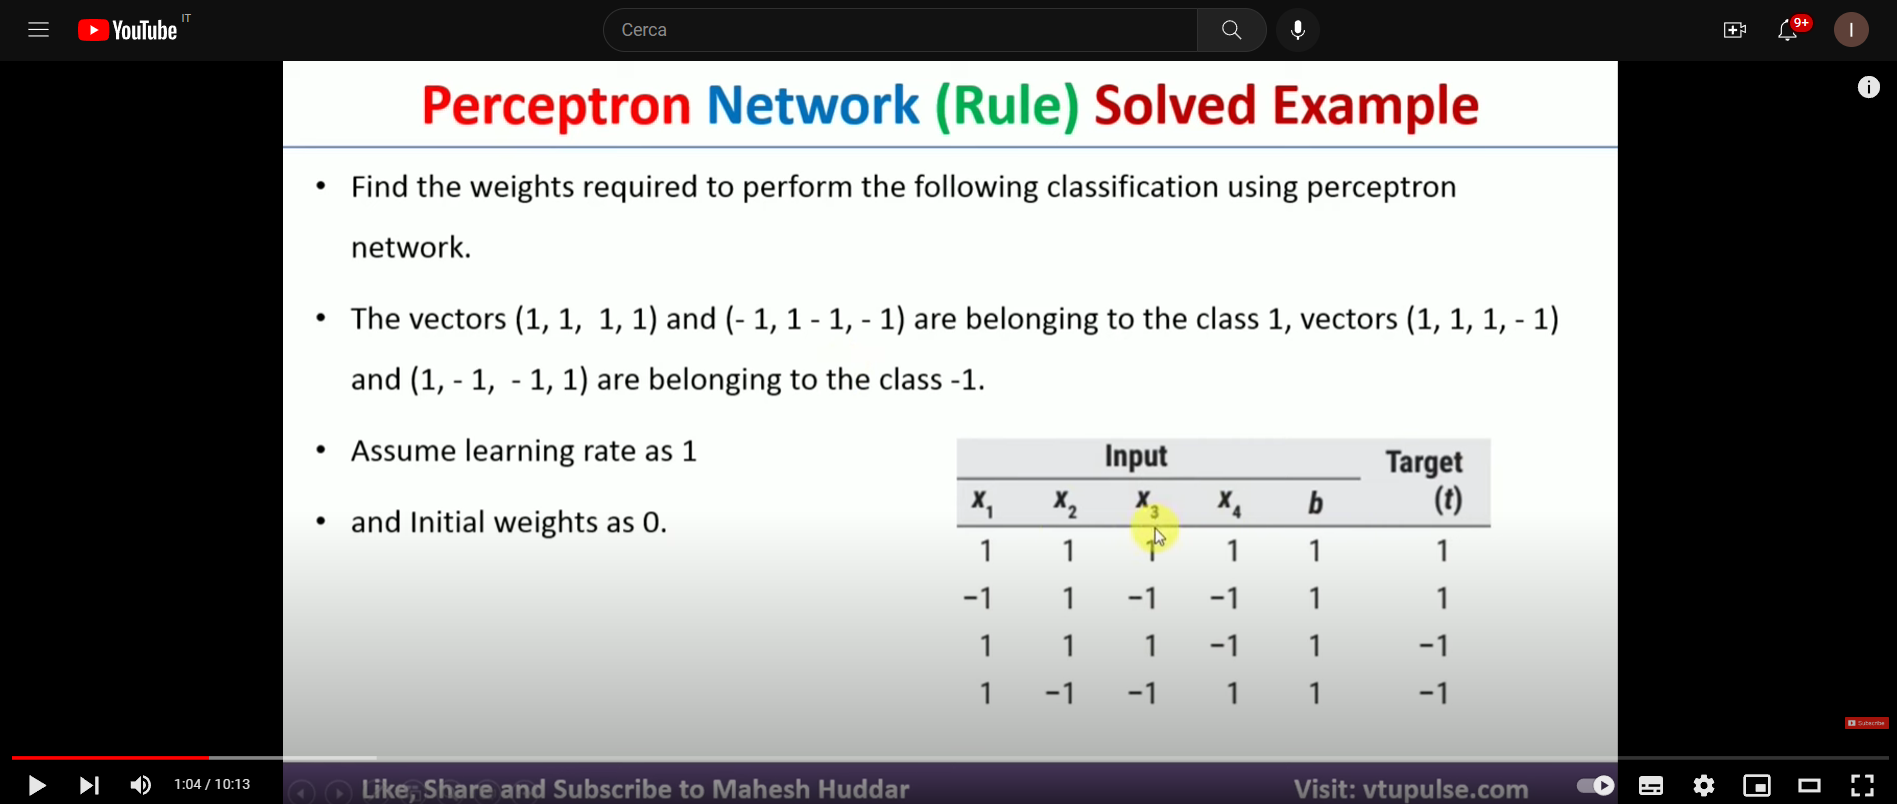 YouTube IT
Cerca
9+
I
Perceptron Network (Rule) Solved Example
• Find the weights required to perform the following classification using perceptron
network.
• The vectors (1, 1, 1, 1) and (- 1, 1 - 1, - 1) are belonging to the class 1, vectors (1, 1, 1, - 1)
and (1, - 1, - 1, 1) are belonging to the class -1.
• Assume learning rate as 1
• and Initial weights as 0.
Input Target
x1 x2 x3 x4 b (t)
1 1 1 1 1 1
−1 1 −1 −1 1 1
1 1 1 −1 1 −1
1 −1 −1 1 1 −1
Subscribe
1:04 / 10:13
Like, Share and Subscribe to Mahesh Huddar Visit: vtupulse.com